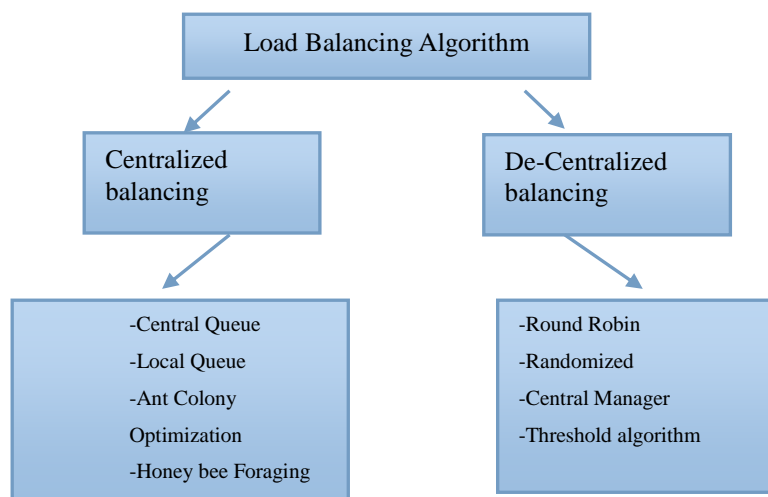 Load Balancing Algorithm
Centralized
balancing
De-Centralized
balancing
-Central Queue
-Local Queue
-Ant Colony
Optimization
-Honey bee Foraging
-Round Robin
-Randomized
-Central Manager
-Threshold algorithm